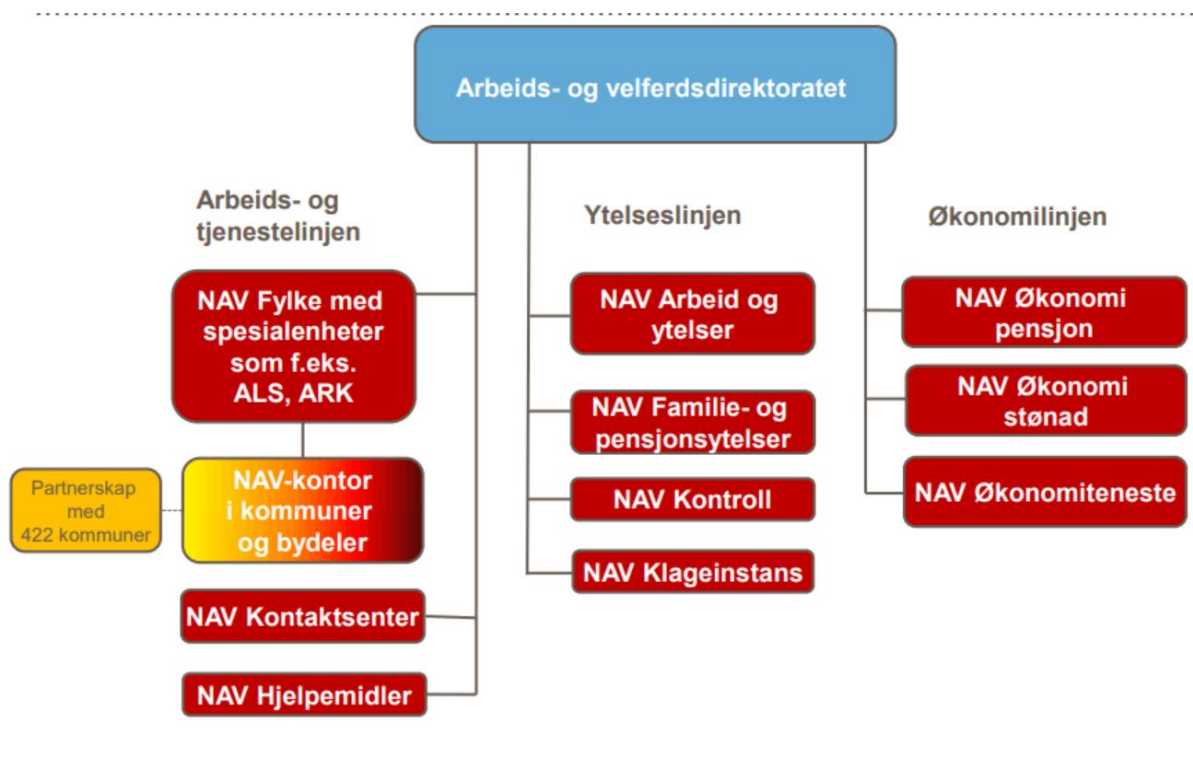 Arbeids- og velferdsdirektoratet
Arbeids- og
tjenestelinjen
NAV Fylke med
spesialenheter
som f.eks.
ALS, ARK
Partnerskap
med
422 kommuner
NAV-kontor
i kommuner
og bydeler
NAV Kontaktsenter
NAV Hjelpemidler
Ytelseslinjen
NAV Arbeid og
ytelser
NAV Familie- og
pensjonsytelser
NAV Kontroll
NAV Klageinstans
Økonomilinjen
NAV Økonomi
pensjon
NAV Økonomi
stønad
NAV Økonomiteneste